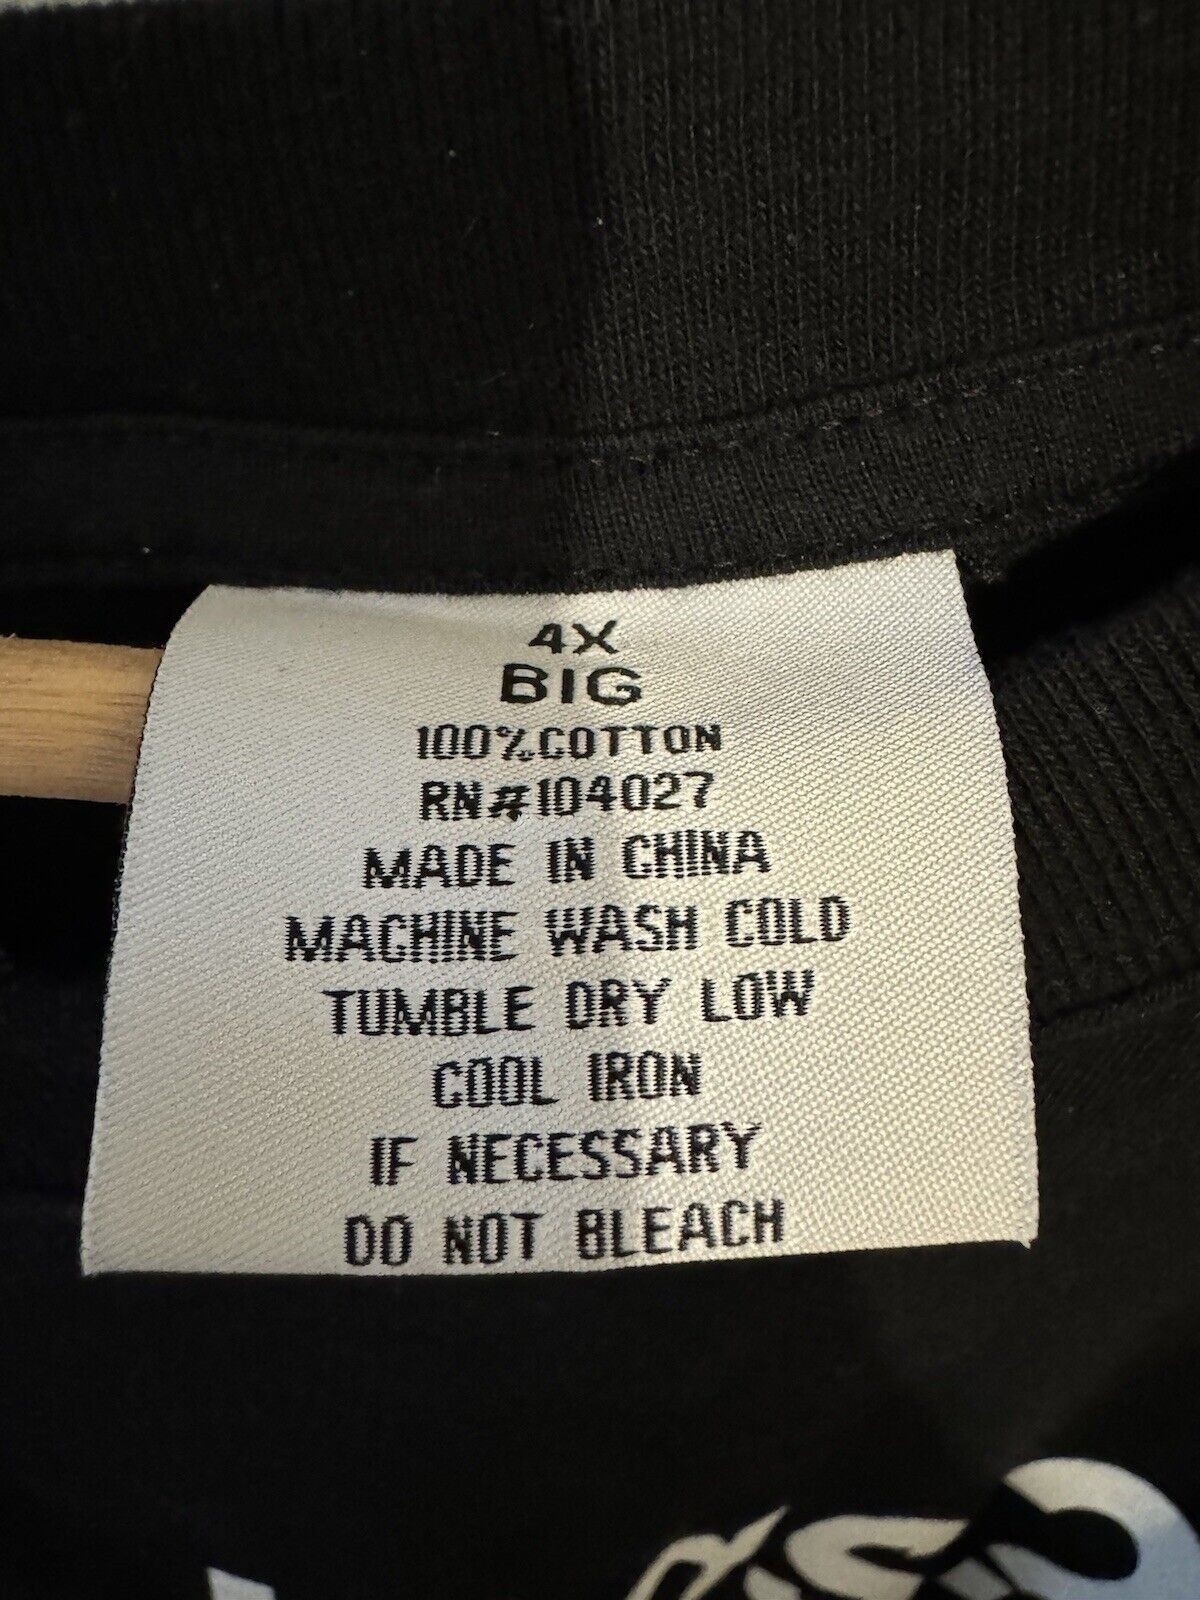 4X
BIG
100%COTTON
RN#104027
MADE IN CHINA
MACHINE WASH COLD
TUMBLE DRY LOW
COOL IRON
IF NECESSARY
DO NOT BLEACH